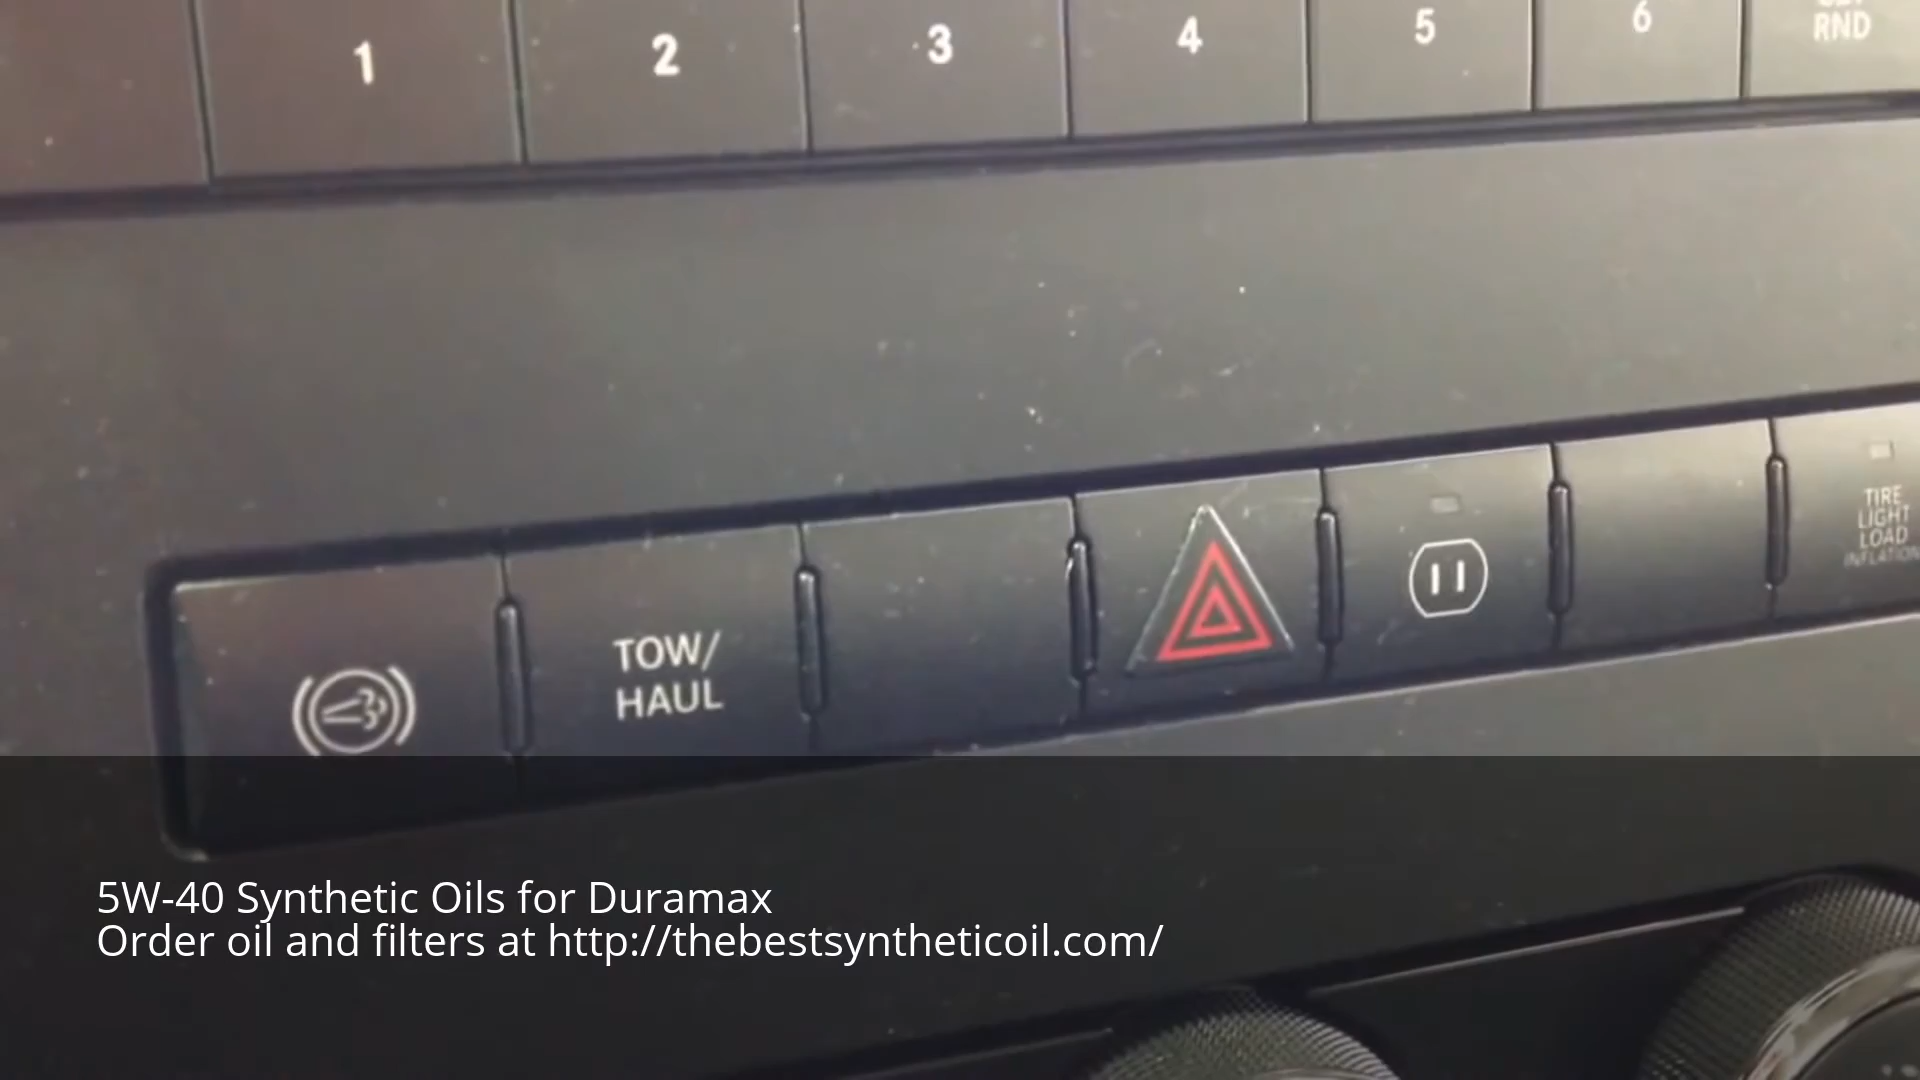 1 2 3 4 5 6
RND
TOW/
HAUL
TIRE
LIGHT
LOAD
INFLATION
5W-40 Synthetic Oils for Duramax
Order oil and filters at http://thebestsyntheticoil.com/